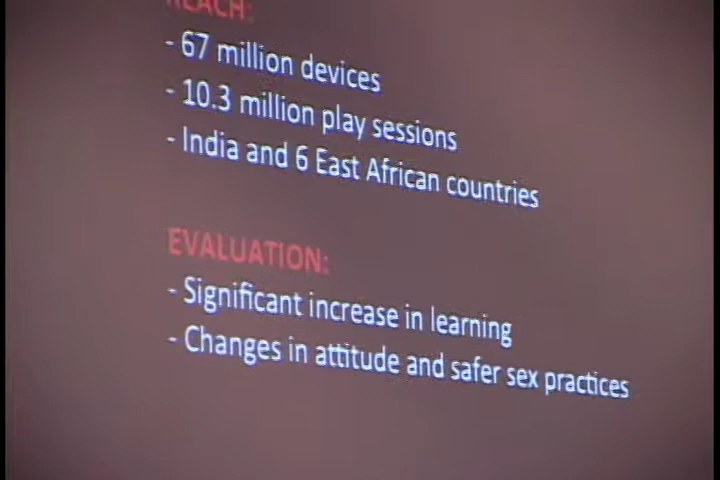 REACH:
- 67 million devices
- 10.3 million play sessions
- India and 6 East African countries
EVALUATION:
- Significant increase in learning
- Changes in attitude and safer sex practices